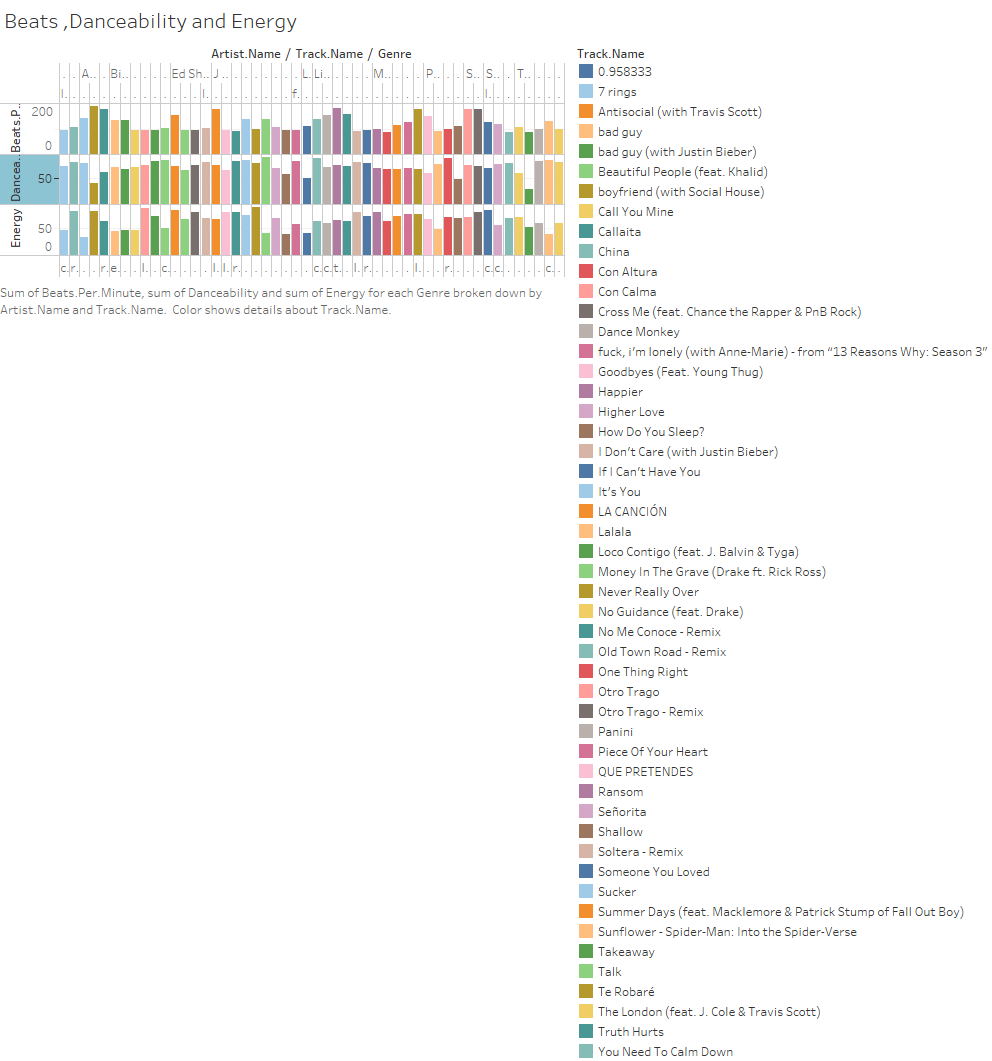 Beats ,Danceability and Energy
Artist.Name / Track.Name / Genre
. . A.. . . Bi.. . . . . . Ed Sh.. . J.. . . . . . . . L. Li.. . . . . M.. . . . P.. . . . S.. . S.. . . T.. . . . .
200
0
Beats.P..
50
Dancea..
50
0
Energy
Sum of Beats.Per.Minute, sum of Danceability and sum of Energy for each Genre broken down by
Artist.Name and Track.Name. Color shows details about Track.Name.
Track.Name
0.958333
7 rings
Antisocial (with Travis Scott)
bad guy
bad guy (with Justin Bieber)
Beautiful People (feat. Khalid)
boyfriend (with Social House)
Call You Mine
Callaita
China
Con Altura
Con Calma
Cross Me (feat. Chance the Rapper & PnB Rock)
Dance Monkey
fuck, i’m lonely (with Anne-Marie) - from “13 Reasons Why: Season 3”
Goodbyes (Feat. Young Thug)
Happier
Higher Love
How Do You Sleep?
I Don’t Care (with Justin Bieber)
If I Can’t Have You
It’s You
LA CANCIÓN
Lalala
Loco Contigo (feat. J. Balvin & Tyga)
Money In The Grave (Drake ft. Rick Ross)
Never Really Over
No Guidance (feat. Drake)
No Me Conoce - Remix
Old Town Road - Remix
One Thing Right
Otro Trago
Otro Trago - Remix
Panini
Piece Of Your Heart
QUE PRETENDES
Ransom
Señorita
Shallow
Soltera - Remix
Someone You Loved
Sucker
Summer Days (feat. Macklemore & Patrick Stump of Fall Out Boy)
Sunflower - Spider-Man: Into the Spider-Verse
Takeaway
Talk
Te Robaré
The London (feat. J. Cole & Travis Scott)
Truth Hurts
You Need To Calm Down